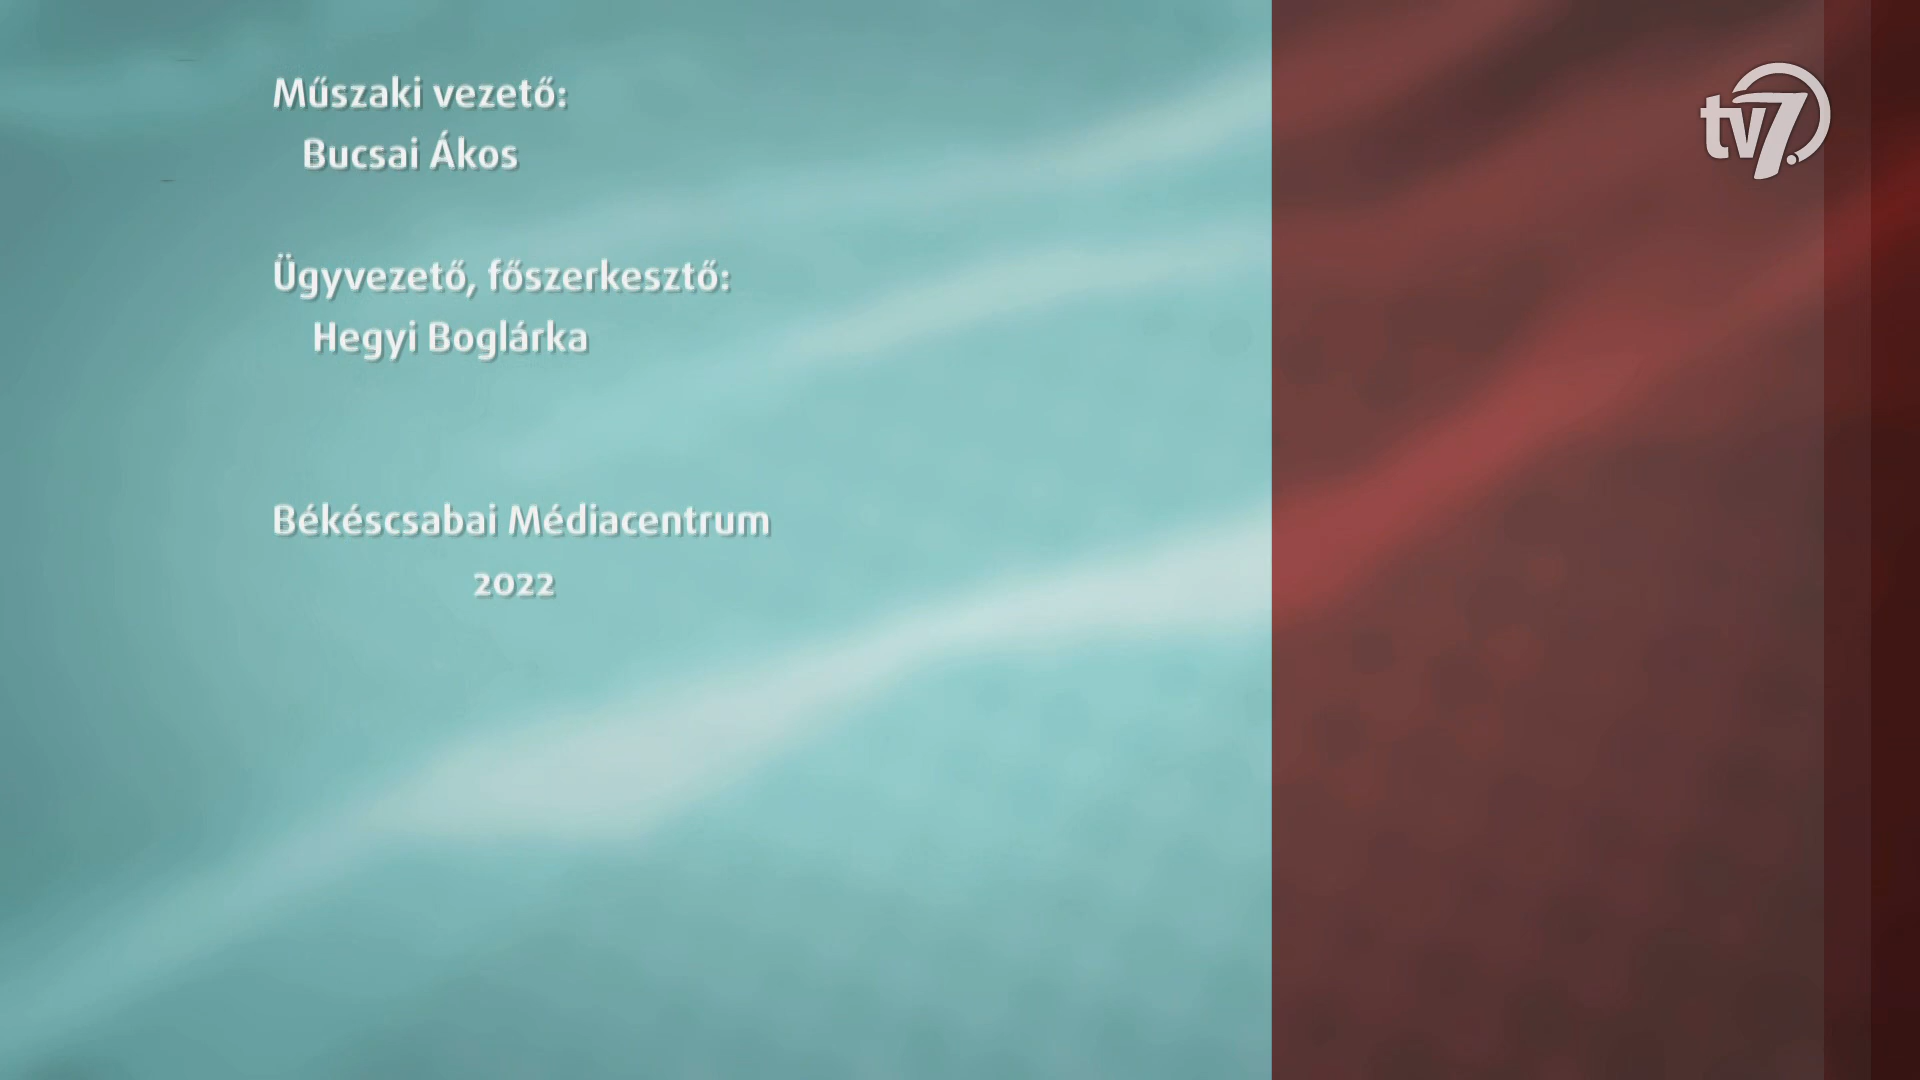 Műszaki vezető:
Bucsai Ákos
Ügyvezető, főszerkesztő:
Hegyi Boglárka
Békéscsabai Médiacentrum
2022
tv7.